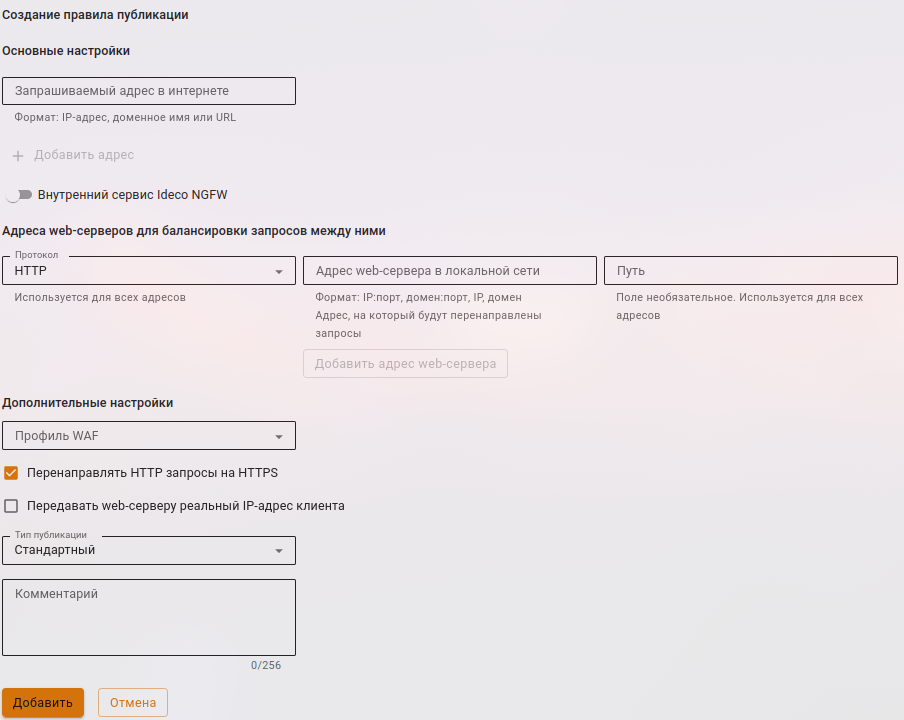 Создание правила публикации
Основные настройки
Запрашиваемый адрес в интернете
Формат: IP-адрес, доменное имя или URL
+ Добавить адрес
Внутренний сервис Ideco NGFW
Адреса web-серверов для балансировки запросов между ними
Протокол
HTTP
Адрес web-сервера в локальной сети
Путь
Используется для всех адресов
Формат: IP:порт, домен:порт, IP, домен
Адрес, на который будут перенаправлены
запросы
Поле необязательное. Используется для всех
адресов
Добавить адрес web-сервера
Дополнительные настройки
Профиль WAF
Перенаправлять HTTP запросы на HTTPS
Передавать web-серверу реальный IP-адрес клиента
Тип публикации
Стандартный
Комментарий
0/256
Добавить
Отмена